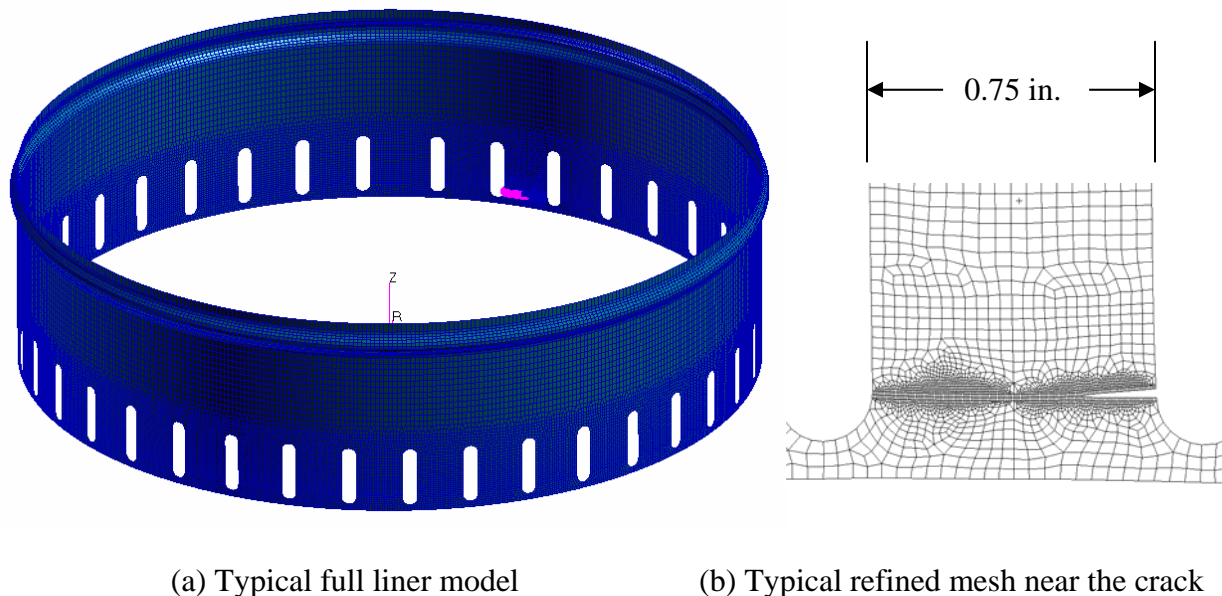 0.75 in.
Z
R
(a) Typical full liner model
(b) Typical refined mesh near the crack